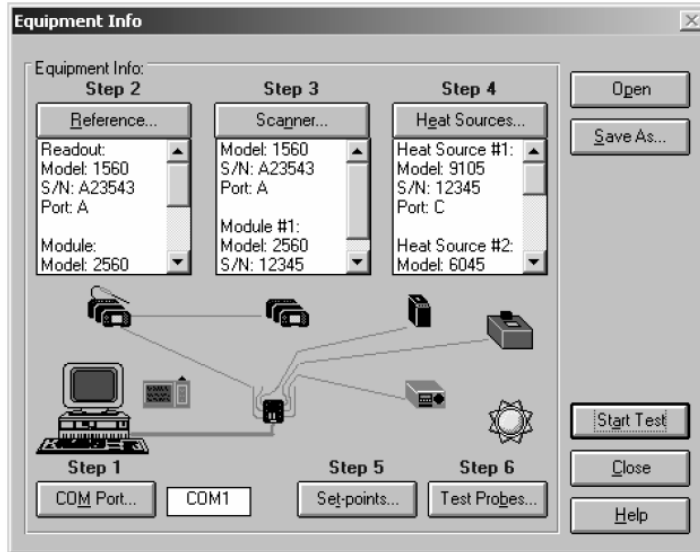 Equipment Info
Equipment Info:
Step 2
Step 3
Step 4
Reference...
Scanner...
Heat Sources...
Readout:
Model: 1560
S/N: A23543
Port: A
Module:
Model: 2560
Model: 1560
S/N: A23543
Port: A
Module #1:
Model: 2560
S/N: 12345
Heat Source #1:
Model: 9105
S/N: 12345
Port: C
Heat Source #2:
Model: 6045
Open
Save As...
Step 1
Step 5
Step 6
COM Port...
COM1
Set-points...
Test Probes...
Start Test
Close
Help